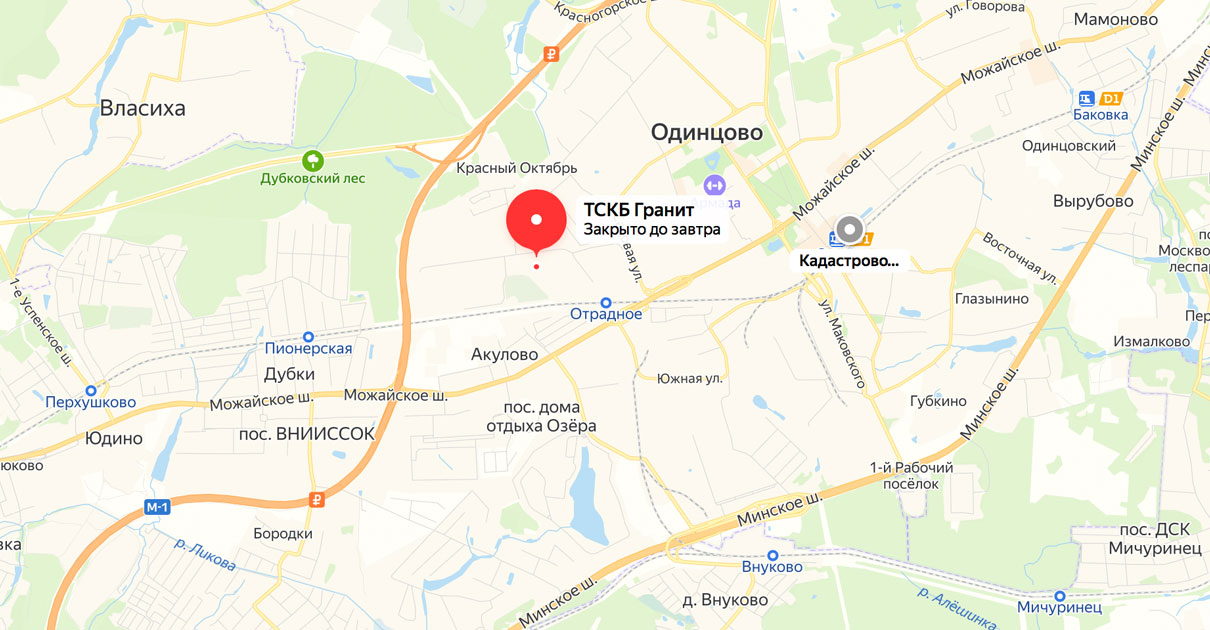 Красногорское ш.
ул. Говорова
Мамоново
Можайское ш.
Минское ш.
₽
Власиха
D1
Баковка
Одинцово
Одинцовский
Красный Октябрь
Дубковский лес
Армада
Можайское ш.
Минское ш.
Вырубово
ТСКБ Гранит
Закрыто до завтра
вая ул.
Кадастрово...
Восточная ул.
Москво
леспар
1-е Успенское ш.
Глазынино
Отрадное
ул. Маковского
Измалково
Пионерская
Акулово
Дубки
Южная ул.
Перхушково
Можайское ш.
Можайское ш.
Губкино
Минское ш.
пос. дома
отдыха Озёра
Юдино
пос. ВНИИССОК
юково
1-й Рабочий
посёлок
М-1
₽
Минское ш.
Бородки
вка
р. Ликова
пос. ДСК
Мичуринец
Внуково
Минское ш.
д. Внуково
р. Алёшинка
Мичуринец